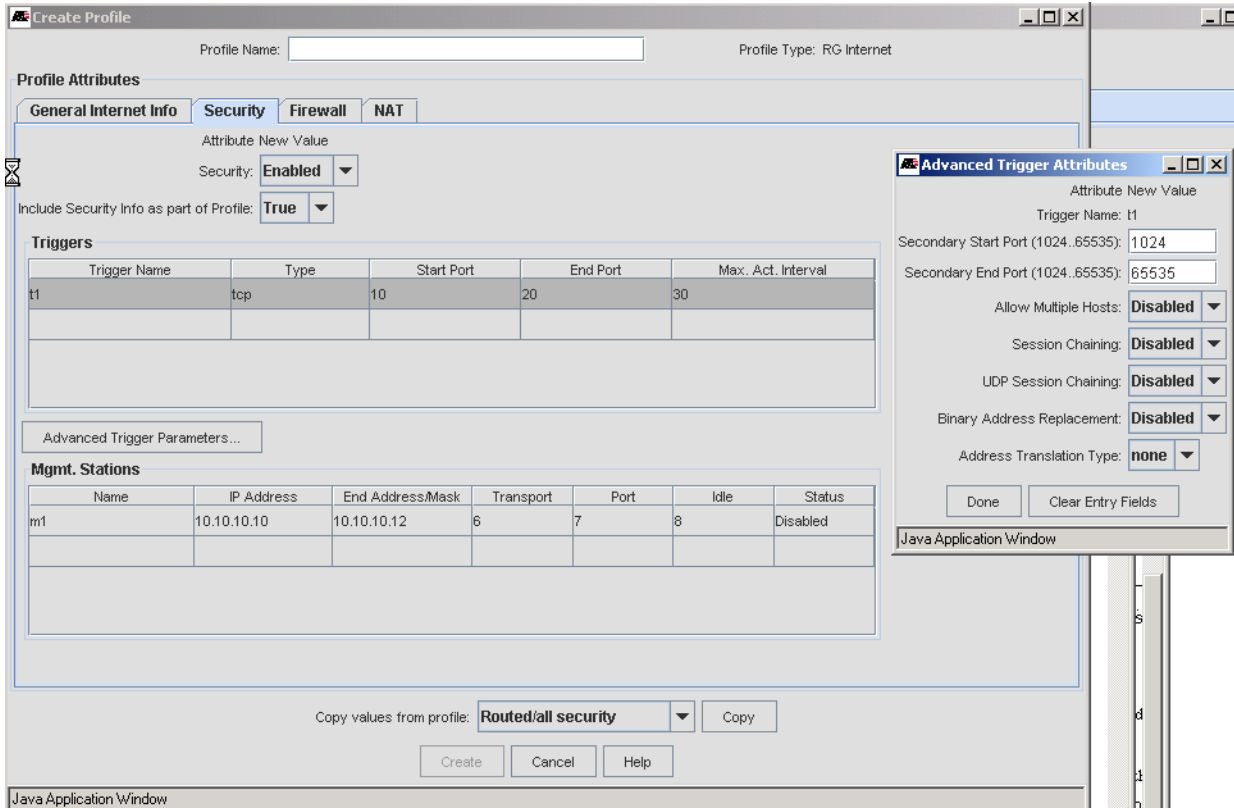 Create Profile
Profile Name:
Profile Type: RG Internet
Profile Attributes
General Internet Info Security Firewall NAT
Attribute New Value
Security: Enabled
Include Security Info as part of Profile: True
Triggers
Trigger Name Type Start Port End Port Max. Act. Interval
t1 tcp 10 20 30
Advanced Trigger Parameters...
Mgmt. Stations
Name IP Address End Address/Mask Transport Port Idle Status
m1 10.10.10.10 10.10.10.12 6 7 8 Disabled
Copy values from profile: Routed/all security Copy
Create Cancel Help
Java Application Window
Advanced Trigger Attributes
Attribute New Value
Trigger Name: t1
Secondary Start Port (1024..65535): 1024
Secondary End Port (1024..65535): 65535
Allow Multiple Hosts: Disabled
Session Chaining: Disabled
UDP Session Chaining: Disabled
Binary Address Replacement: Disabled
Address Translation Type: none
Done Clear Entry Fields
Java Application Window